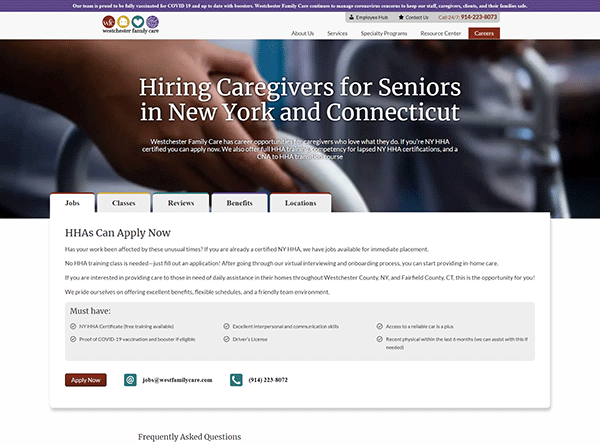 Our team is proud to be fully vaccinated for COVID 19 and up to date with boosters. Westchester Family Care continues to manage coronavirus concerns to keep our staff, caregivers, clients, and their families safe.
Employee Hub Contact Us Call 24/7: 914-223-8073
wfc
westchester family care
About Us Services Specialty Programs Resource Center Careers
Hiring Caregivers for Seniors
in New York and Connecticut
Westchester Family Care has career opportunities for caregivers who love what they do. If you're NY HHA
certified you can apply now. We also offer full HHA training, competency for lapsed NY HHA certifications, and a
CNA to HHA transition course
Jobs Classes Reviews Benefits Locations
HHAs Can Apply Now
Has your work been affected by these unusual times? If you are already a certified NY HHA, we have jobs available for immediate placement.
No HHA training class is needed—just fill out an application! After going through our virtual interviewing and onboarding process, you can start providing in-home care.
If you are interested in providing care to those in need of daily assistance in their homes throughout Westchester County, NY, and Fairfield County, CT, this is the opportunity for you!
We pride ourselves on offering excellent benefits, flexible schedules, and a friendly team environment.
Must have:
NY HHA Certificate (free training available) Excellent interpersonal and communication skills Access to a reliable car is a plus
Proof of COVID-19 vaccination and booster if eligible Driver's License Recent physical within the last 6 months (we can assist with this if
needed)
Apply Now jobs@westfamilycare.com (914) 223-8072
Frequently Asked Questions